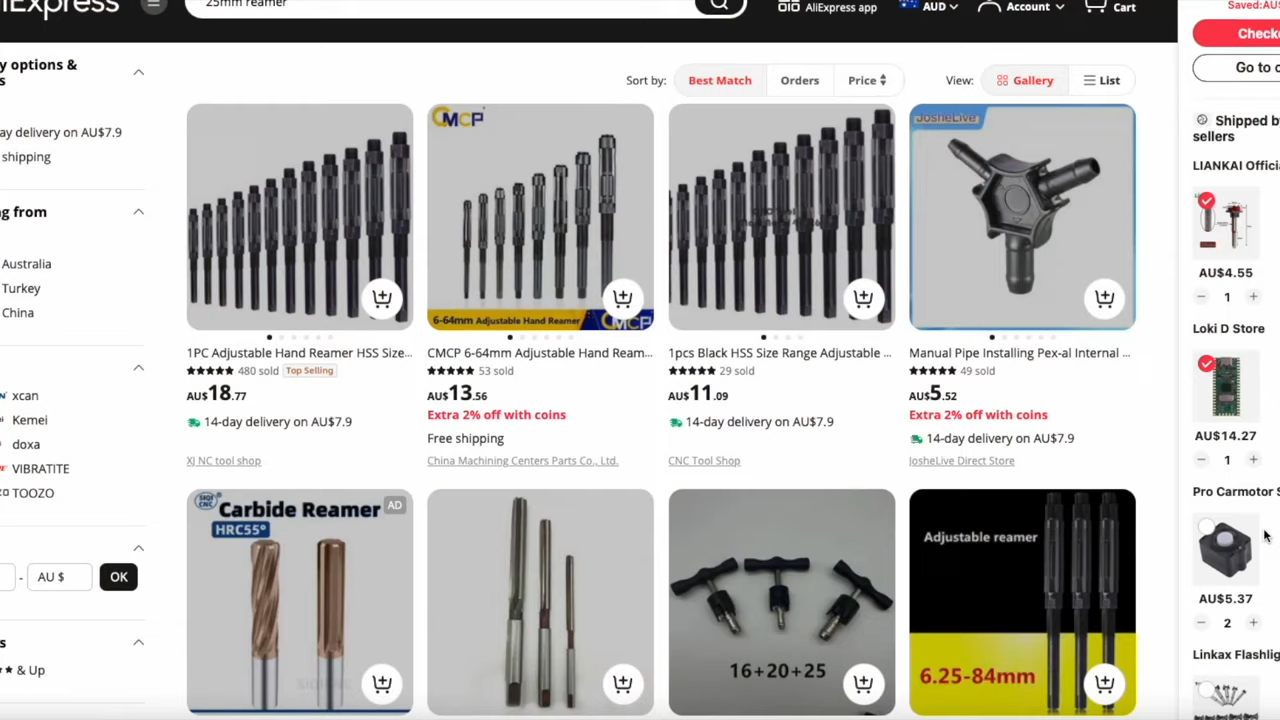 iExpress
25mm reamer
AliExpress app
AUD
Account
Cart
y options &
s
ay delivery on AU$7.9
shipping
ng from
Australia
Turkey
China
xcan
Kemei
doxa
VIBRATITE
TOOZO
- AU $ OK
s
& Up
Sort by: Best Match Orders Price
View: Gallery List
1PC Adjustable Hand Reamer HSS Size...
480 sold Top Selling
AU$18.77
14-day delivery on AU$7.9
XJ NC tool shop
CMCP
6-64mm Adjustable Hand Reamer CMCP
CMCP 6-64mm Adjustable Hand Ream...
53 sold
AU$13.56
Extra 2% off with coins
Free shipping
China Machining Centers Parts Co., Ltd.
1pcs Black HSS Size Range Adjustable ...
29 sold
AU$11.09
14-day delivery on AU$7.9
CNC Tool Shop
JosheLive
Manual Pipe Installing Pex-al Internal ...
49 sold
AU$5.52
Extra 2% off with coins
14-day delivery on AU$7.9
JosheLive Direct Store
SIQI
CNC
Carbide Reamer
HRC55°
AD
16+20+25
Adjustable reamer
6.25-84mm
Saved:AU
Checko
Go to c
Shipped by
sellers
LIANKAI Officia
AU$4.55
1
Loki D Store
AU$14.27
1
Pro Carmotor S
AU$5.37
2
Linkax Flashlig